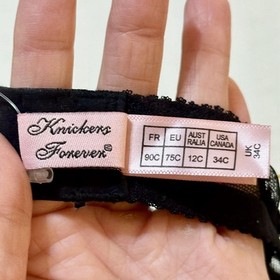 Knickers
Forever®
FR EU AUST RALIA USA CANADA
90C 75C 12C 34C
UK 34C